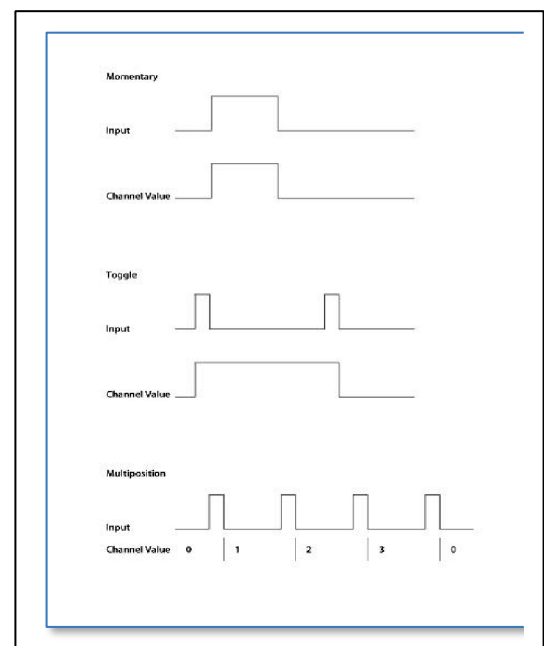 Momentary
Input
Channel Value
Toggle
Input
Channel Value
Multiposition
Input
Channel Value 0 1 2 3 0